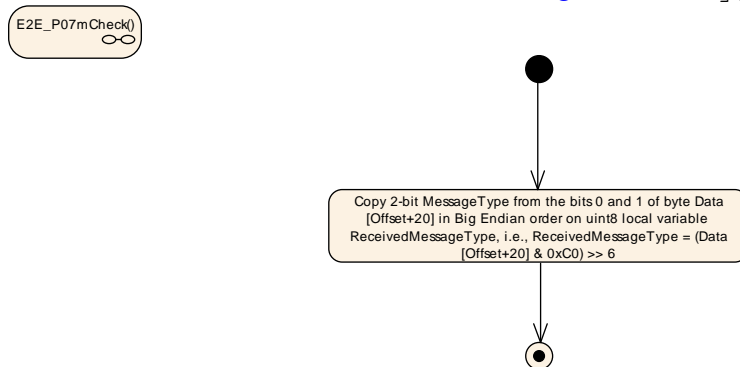 E2E_P07mCheck()
Copy 2-bit MessageType from the bits 0 and 1 of byte Data
[Offset+20] in Big Endian order on uint8 local variable
ReceivedMessageType, i.e., ReceivedMessageType = (Data
[Offset+20] & 0xC0) >> 6